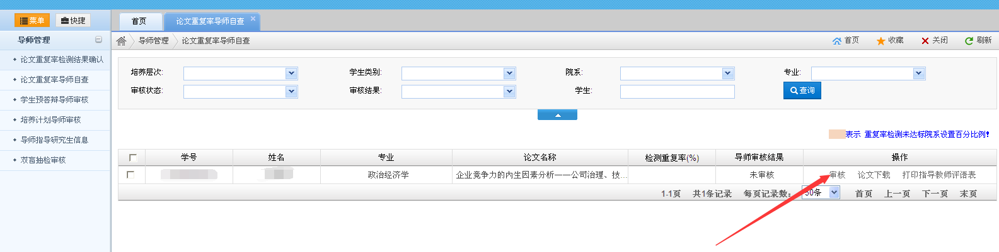 菜单 快捷
首页 论文重复率导师自查
导师管理
导师管理 论文重复率导师自查
首页 收藏 关闭 刷新
论文重复率检测结果确认
论文重复率导师自查
学生预答辩导师审核
培养计划导师审核
导师指导研究生信息
双盲抽检审核
培养层次: 学生类别: 院系: 专业:
审核状态: 审核结果: 学生: 查询
表示 重复率检测未达标院系设置百分比例!
学号 姓名 专业 论文名称 检测重复率(%) 导师审核结果 操作
政治经济学 企业竞争力的内生因素分析——公司治理、技... 未审核 审核 论文下载 打印指导教师评语表
1-1页 共1条记录 每页记录数: 50条 首页 上一页 下一页 末页